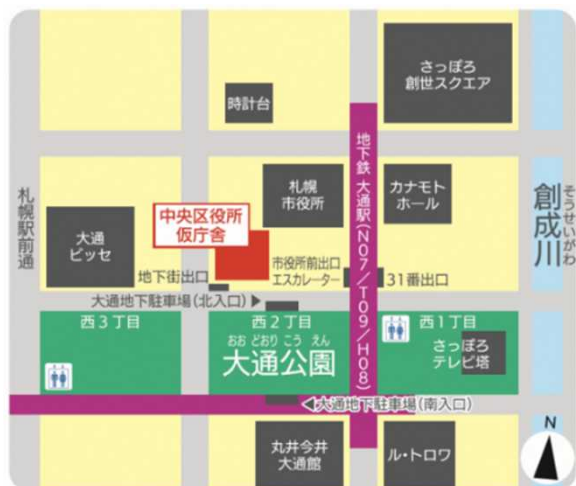 さっぽろ
創世スクエア
時計台
地下鉄 大通駅(N07/T09/H08)
札幌
市役所
カナモト
ホール
札幌駅前通
そうせいがわ
創成川
中央区役所
仮庁舎
大通
ビッセ
市役所前出口
エスカレーター
31番出口
地下街出口
大通地下駐車場(北入口)
西3丁目
西2丁目
西1丁目
おおどおりこうえん
大通公園
さっぽろ
テレビ塔
大通地下駐車場(南入口)
丸井今井
大通館
ル・トロワ
N